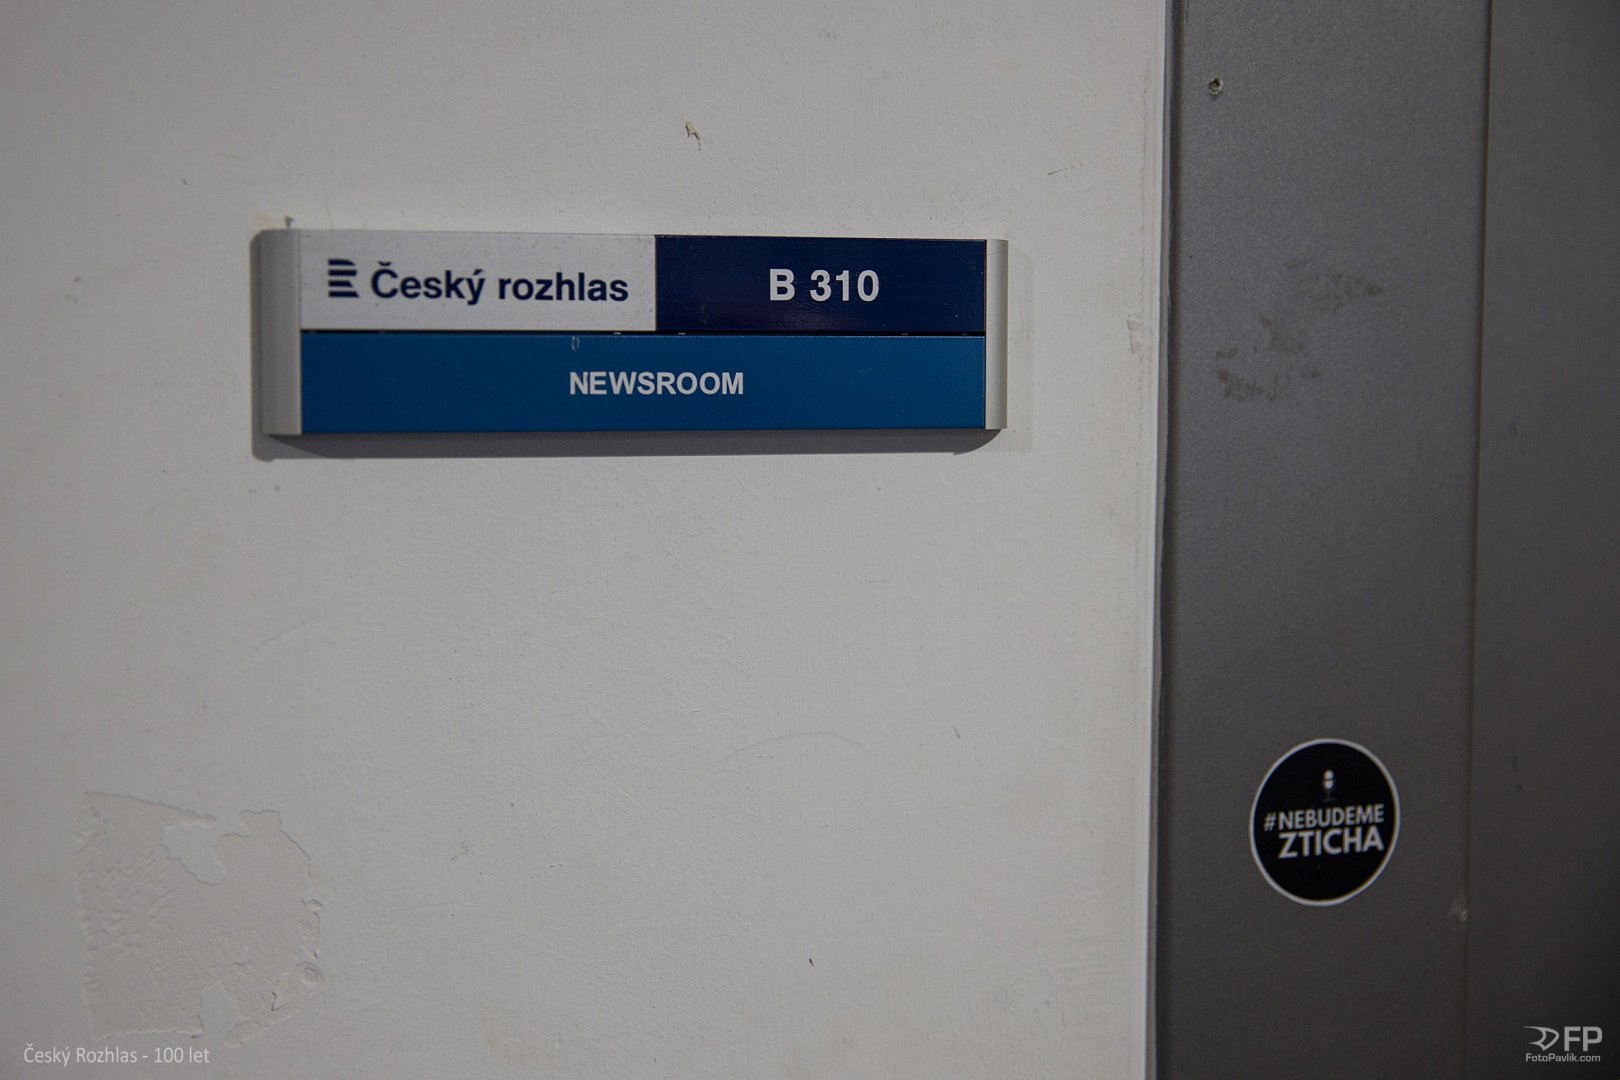 Český rozhlas
B 310
NEWSROOM
#NEBUDEME
ZTICHA
Český Rozhlas - 100 let
FP
FotoPavlik.com